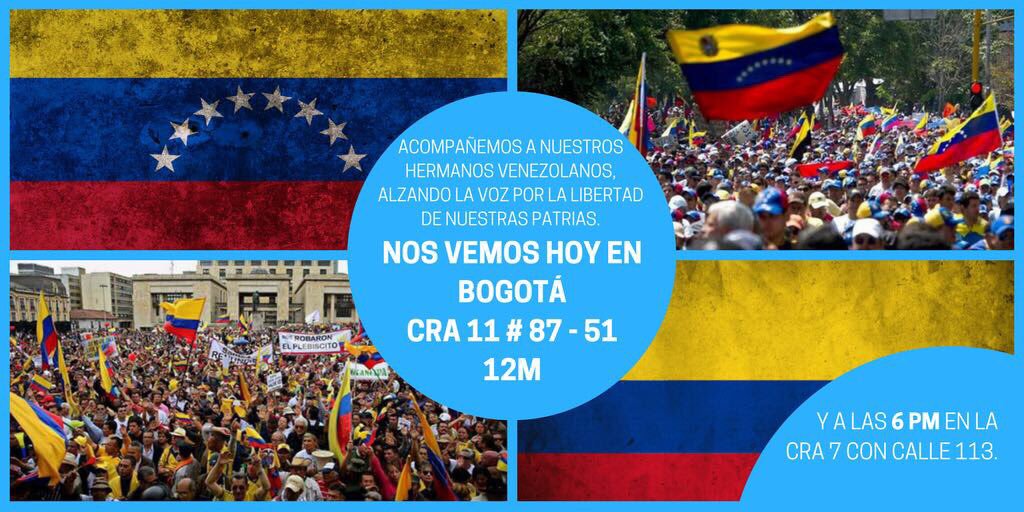 ACOMPAÑEMOS A NUESTROS
HERMANOS VENEZOLANOS,
ALZANDO LA VOZ POR LA LIBERTAD
DE NUESTRAS PATRIAS.
NOS VEMOS HOY EN
BOGOTÁ
CRA 11 # 87 - 51
12M
Y A LAS 6 PM EN LA
CRA 7 CON CALLE 113.
ROBARON
EL PLEBISCITO